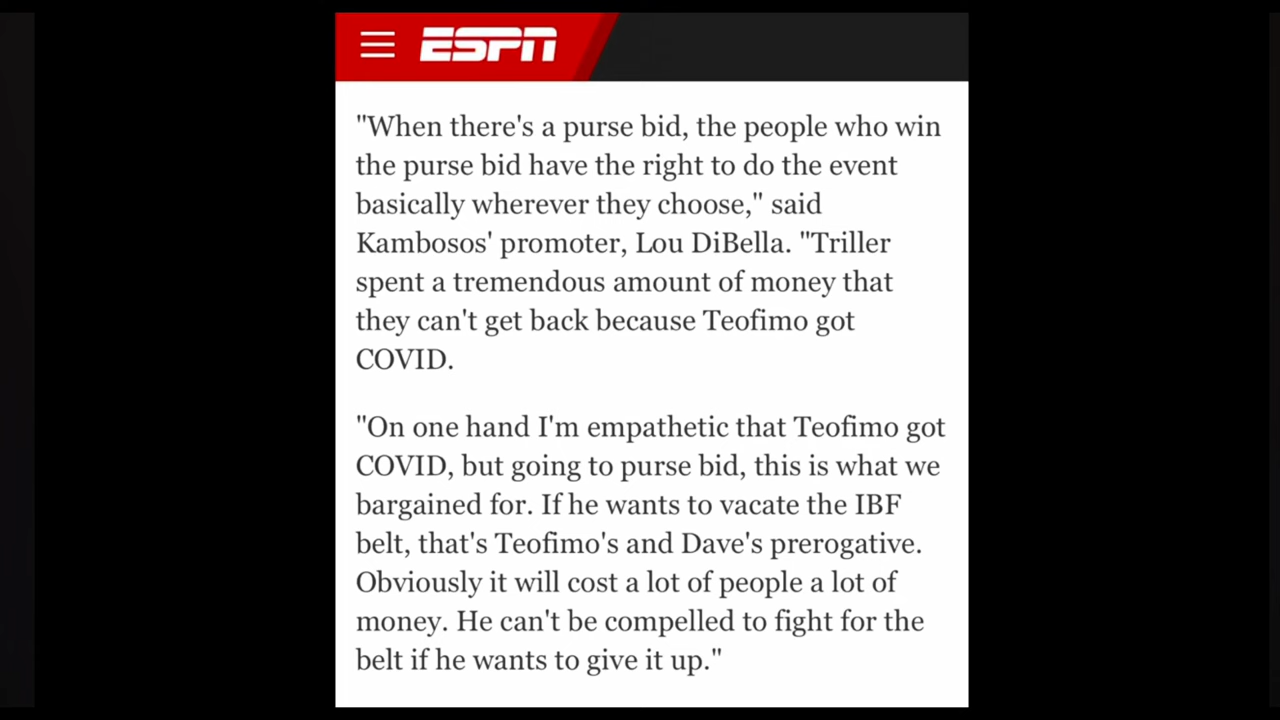 ESPN
"When there's a purse bid, the people who win
the purse bid have the right to do the event
basically wherever they choose," said
Kambosos' promoter, Lou DiBella. "Triller
spent a tremendous amount of money that
they can't get back because Teofimo got
COVID.
"On one hand I'm empathetic that Teofimo got
COVID, but going to purse bid, this is what we
bargained for. If he wants to vacate the IBF
belt, that's Teofimo's and Dave's prerogative.
Obviously it will cost a lot of people a lot of
money. He can't be compelled to fight for the
belt if he wants to give it up."